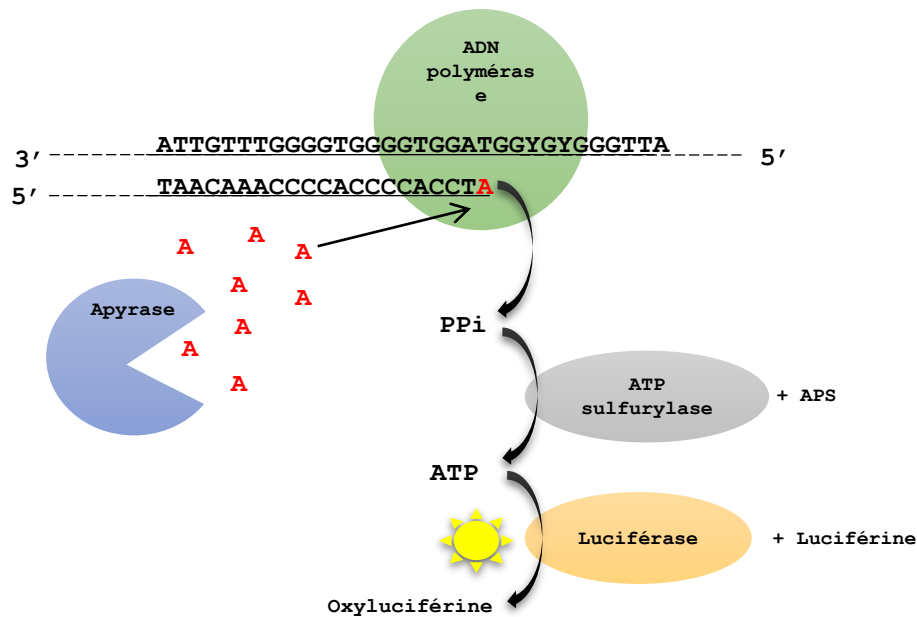 ADN
polyméras
e
ATTGTTTGGGGTGGGGTGGATGGYGYGGGTTA
3’
5’
5’
TAACAAACCCCACCCCACCTA
A
A
A
A
A
Apyrase
A
PPi
A
A
ATP
sulfurylase
+ APS
ATP
Luciférase
+ Luciférine
Oxyluciférine